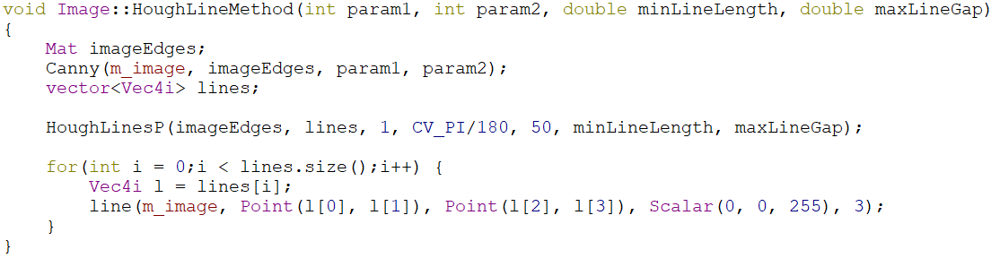 void Image::HoughLineMethod(int param1, int param2, double minLineLength, double maxLineGap)
{
    Mat imageEdges;
    Canny(m_image, imageEdges, param1, param2);
    vector<Vec4i> lines;

    HoughLinesP(imageEdges, lines, 1, CV_PI/180, 50, minLineLength, maxLineGap);

    for(int i = 0;i < lines.size();i++) {
        Vec4i l = lines[i];
        line(m_image, Point(l[0], l[1]), Point(l[2], l[3]), Scalar(0, 0, 255), 3);
    }
}